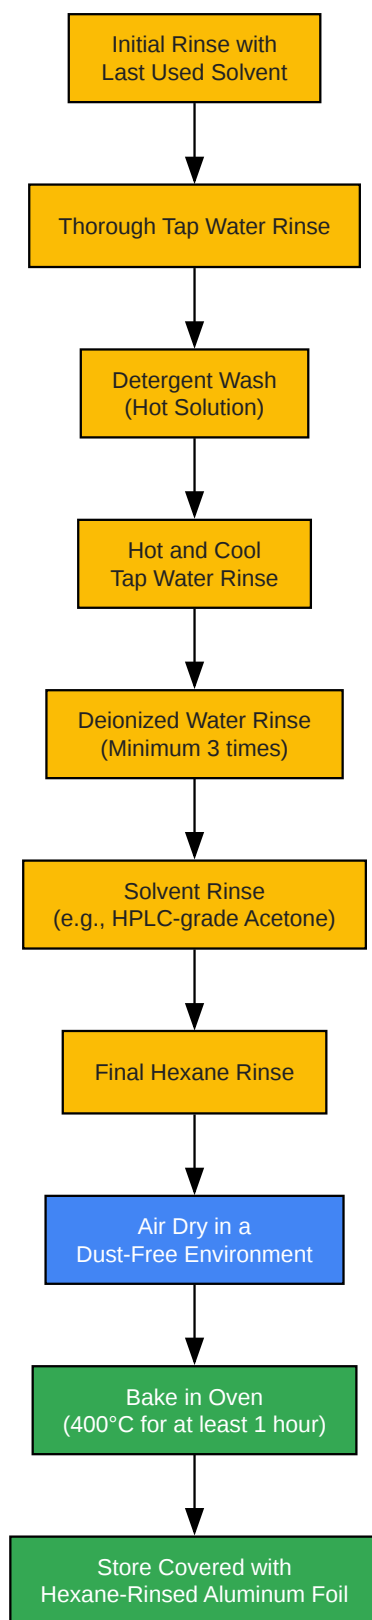 Initial Rinse with
Last Used Solvent
Thorough Tap Water Rinse
Detergent Wash
(Hot Solution)
Hot and Cool
Tap Water Rinse
Deionized Water Rinse
(Minimum 3 times)
Solvent Rinse
(e.g., HPLC-grade Acetone)
Final Hexane Rinse
Air Dry in a
Dust-Free Environment
Bake in Oven
(400°C for at least 1 hour)
Store Covered with
Hexane-Rinsed Aluminum Foil